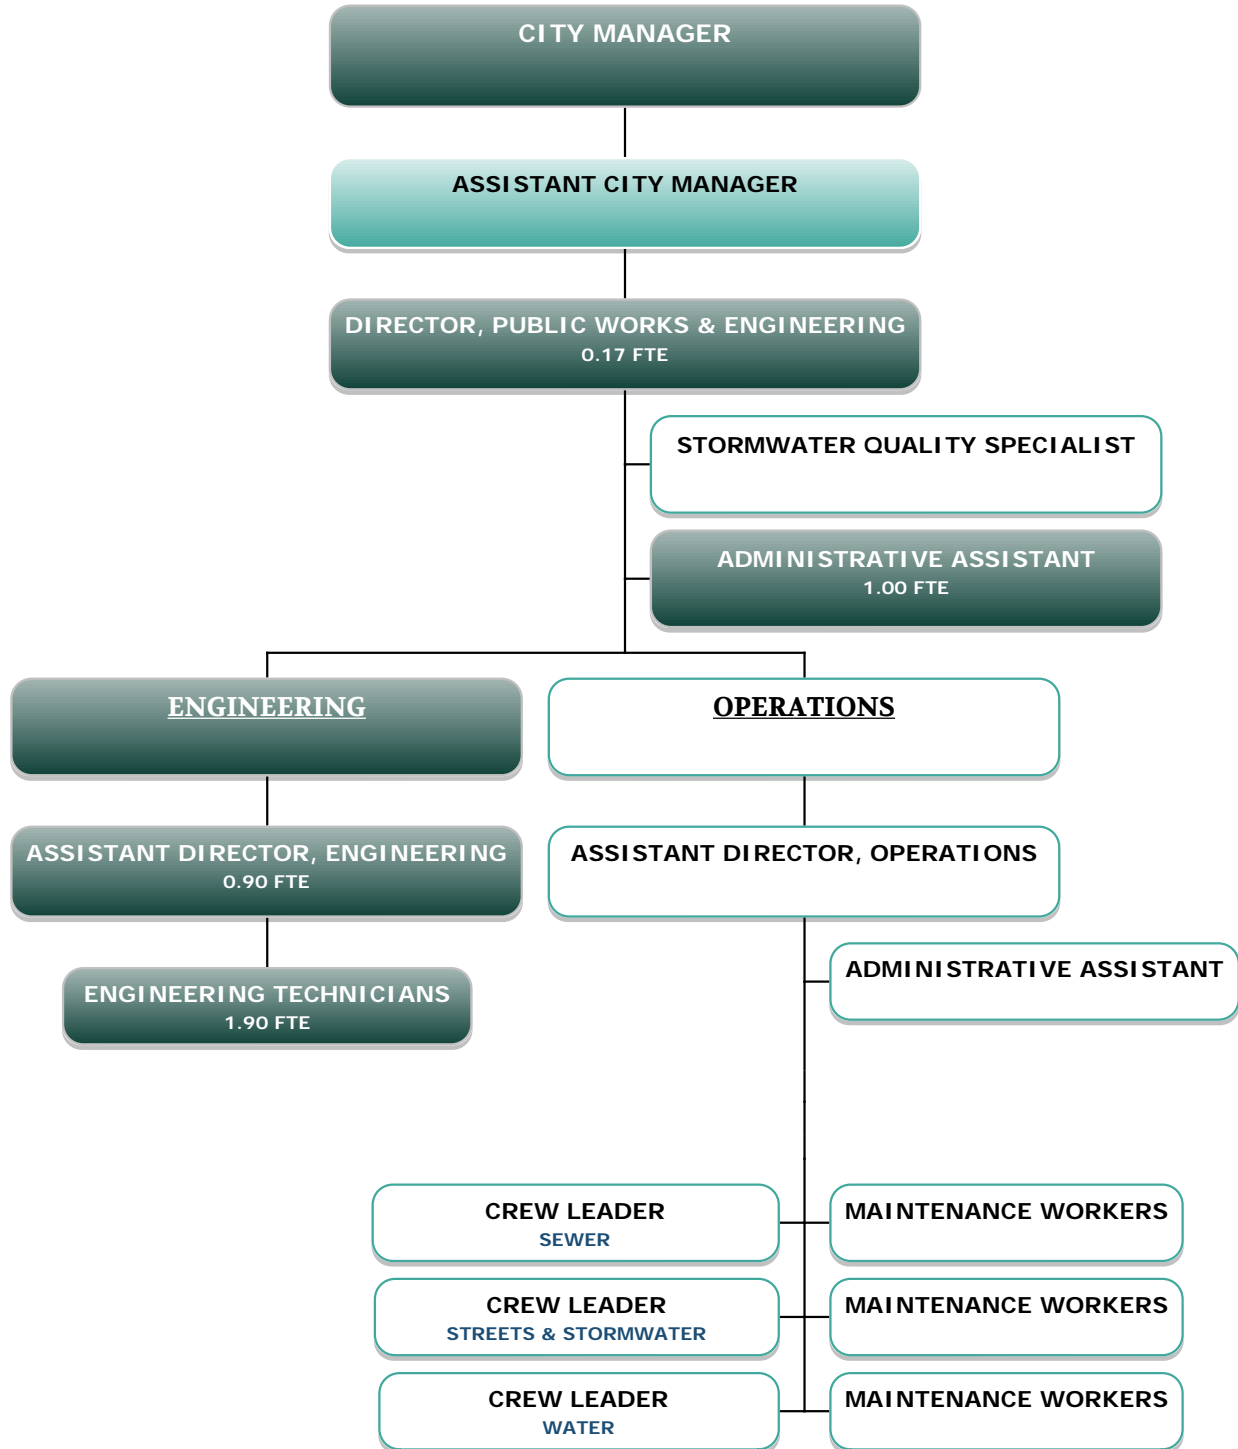 CITY MANAGER
ASSISTANT CITY MANAGER
DIRECTOR, PUBLIC WORKS & ENGINEERING
0.17 FTE
STORMWATER QUALITY SPECIALIST
ADMINISTRATIVE ASSISTANT
1.00 FTE
ENGINEERING
OPERATIONS
ASSISTANT DIRECTOR, ENGINEERING
0.90 FTE
ASSISTANT DIRECTOR, OPERATIONS
ADMINISTRATIVE ASSISTANT
ENGINEERING TECHNICIANS
1.90 FTE
CREW LEADER
SEWER
MAINTENANCE WORKERS
CREW LEADER
STREETS & STORMWATER
MAINTENANCE WORKERS
CREW LEADER
WATER
MAINTENANCE WORKERS